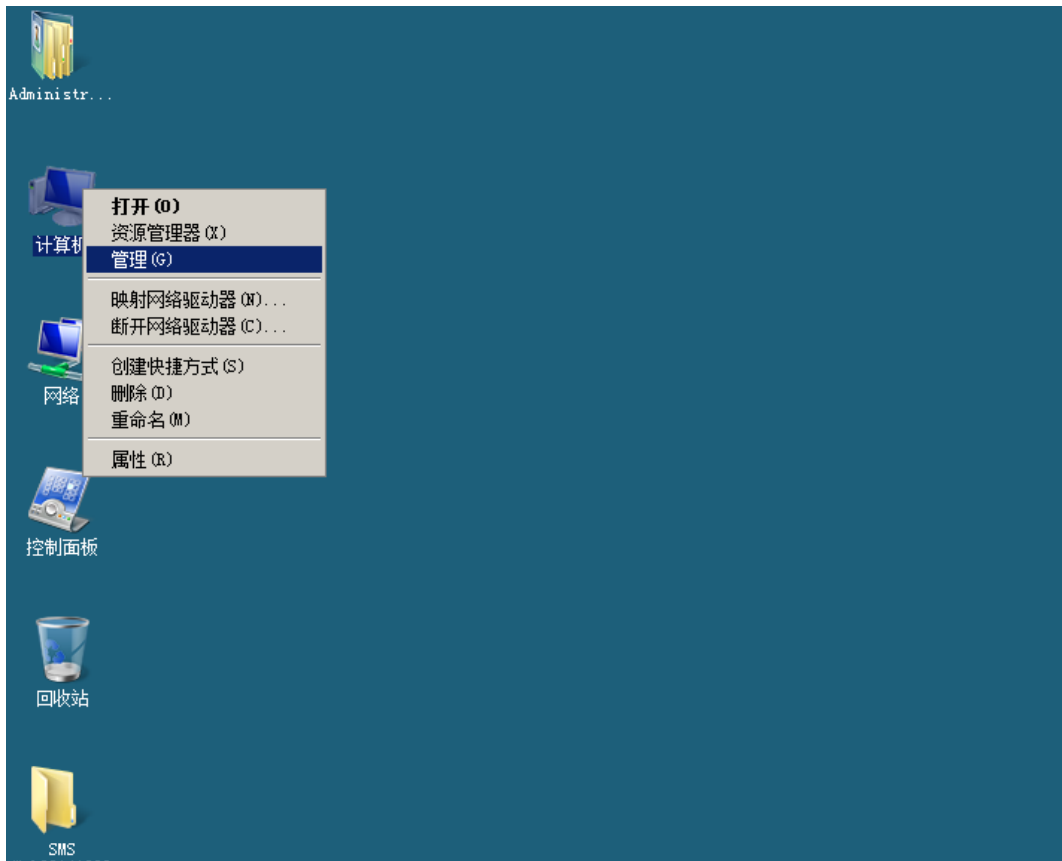 Administr...
计算机
打开(O)
资源管理器(X)
管理(G)
映射网络驱动器(N)...
断开网络驱动器(C)...
创建快捷方式(S)
删除(D)
重命名(M)
属性(R)
网络
控制面板
回收站
SMS